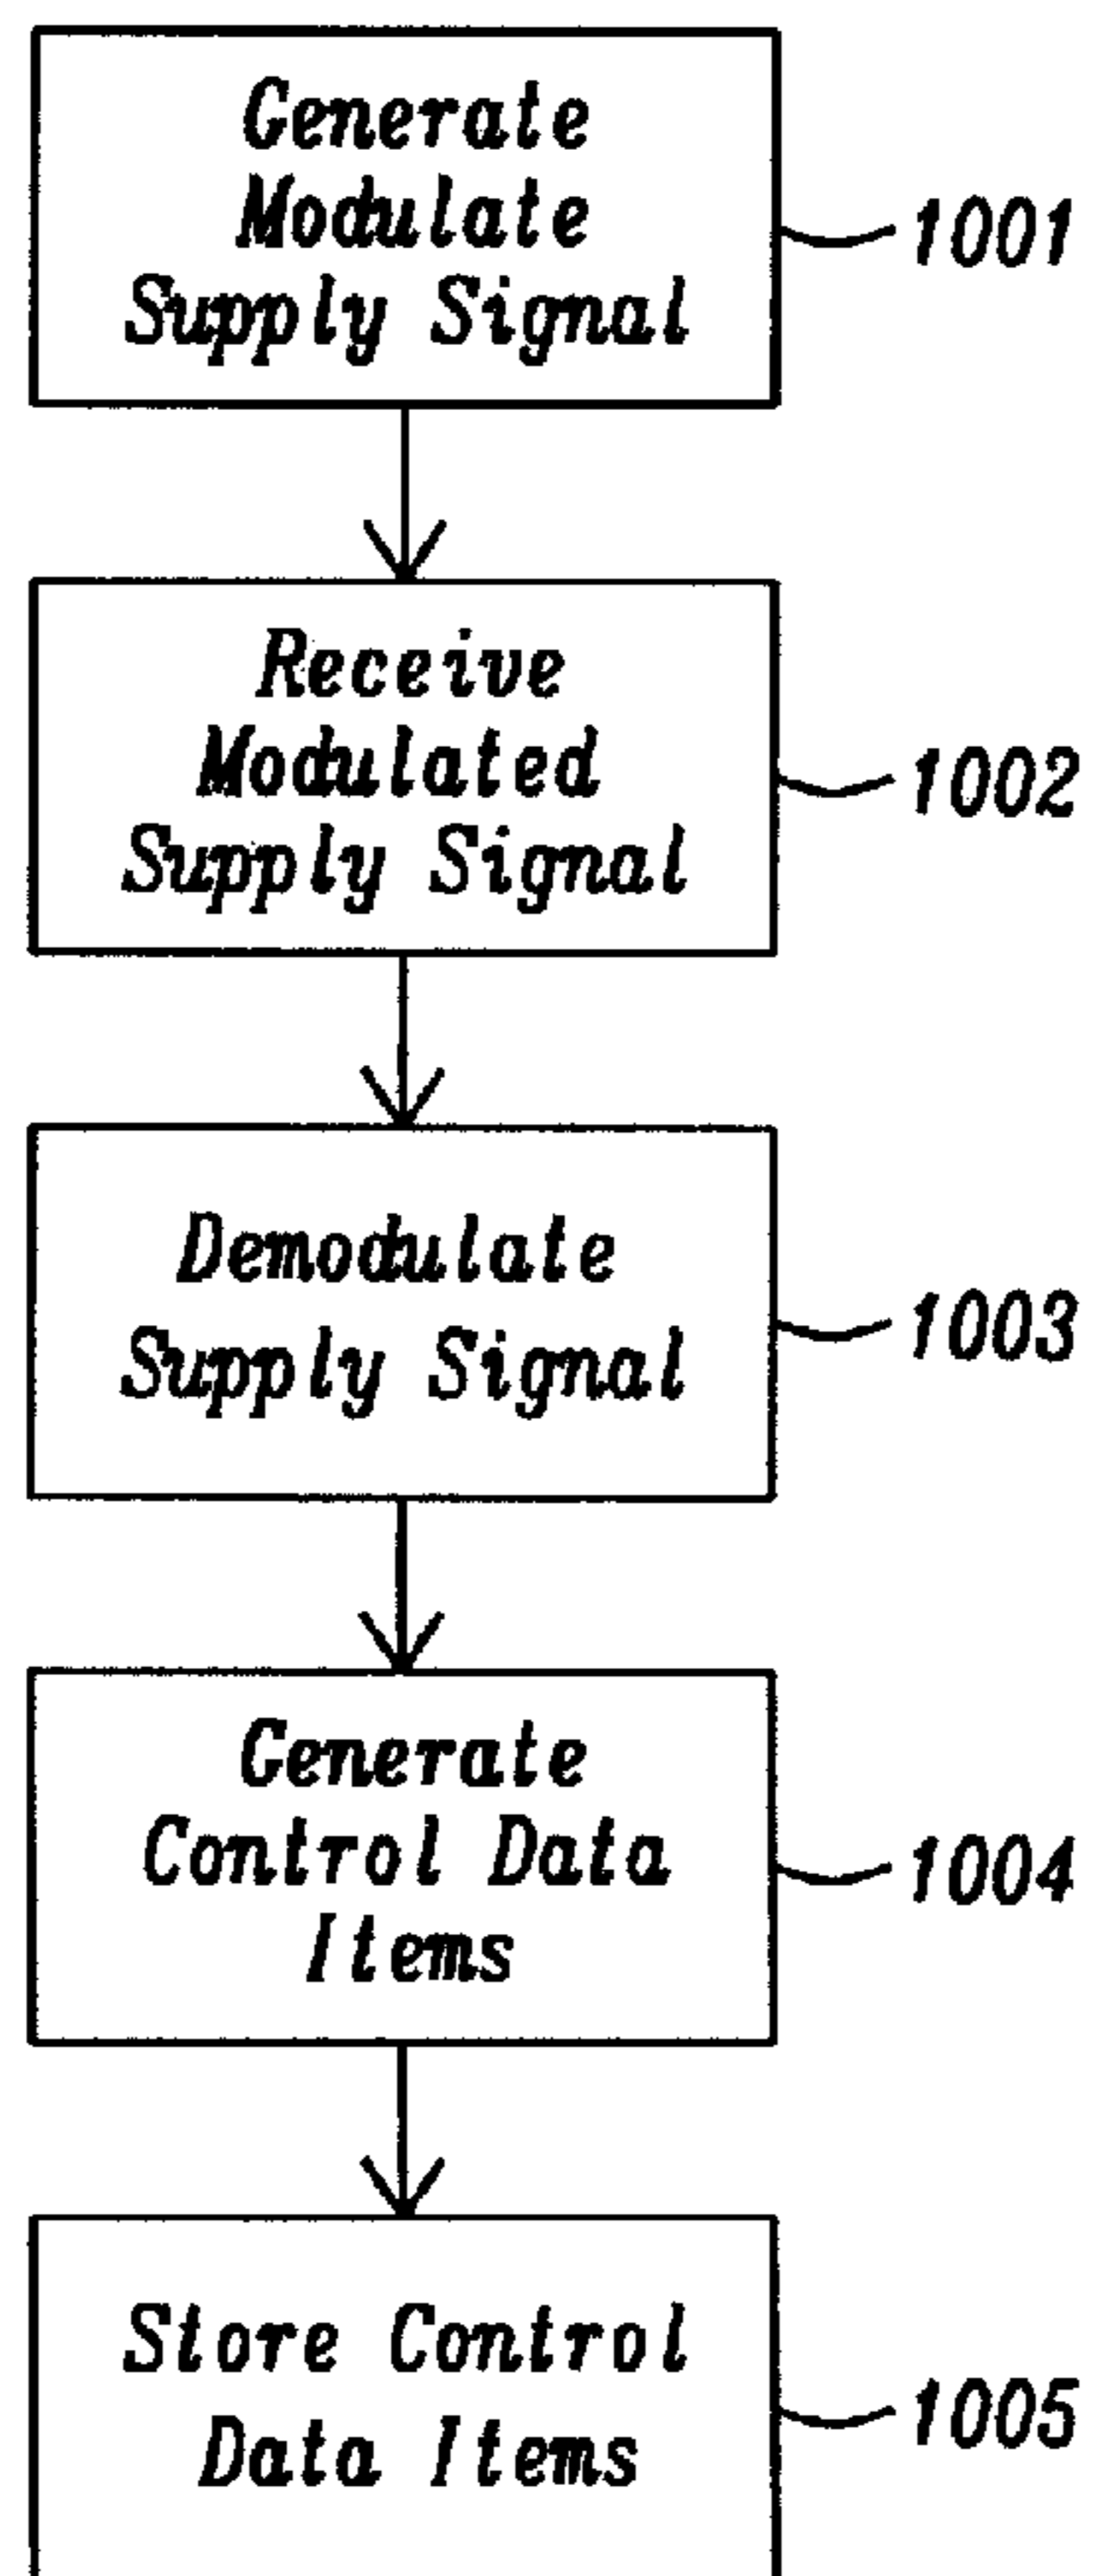 Generate
Modulate
Supply Signal
1001
Receive
Modulated
Supply Signal
1002
Demodulate
Supply Signal
1003
Generate
Control Data
Items
1004
Store Control
Data Items
1005